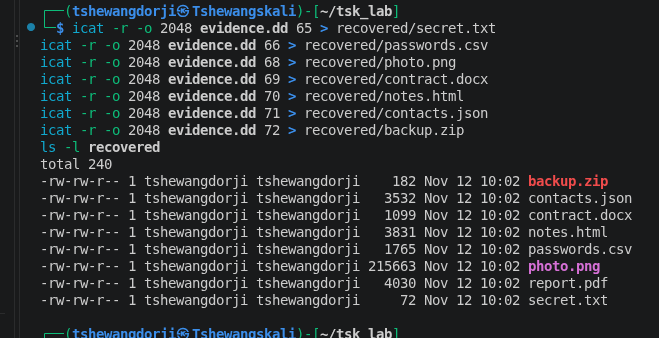 ┌──(tshewangdorji㉿Tshewangskali)-[~/tsk_lab]
└─$ icat -r -o 2048 evidence.dd 65 > recovered/secret.txt
icat -r -o 2048 evidence.dd 66 > recovered/passwords.csv
icat -r -o 2048 evidence.dd 68 > recovered/photo.png
icat -r -o 2048 evidence.dd 69 > recovered/contract.docx
icat -r -o 2048 evidence.dd 70 > recovered/notes.html
icat -r -o 2048 evidence.dd 71 > recovered/contacts.json
icat -r -o 2048 evidence.dd 72 > recovered/backup.zip
ls -l recovered
total 240
-rw-rw-r-- 1 tshewangdorji tshewangdorji    182 Nov 12 10:02 backup.zip
-rw-rw-r-- 1 tshewangdorji tshewangdorji   3532 Nov 12 10:02 contacts.json
-rw-rw-r-- 1 tshewangdorji tshewangdorji   1099 Nov 12 10:02 contract.docx
-rw-rw-r-- 1 tshewangdorji tshewangdorji   3831 Nov 12 10:02 notes.html
-rw-rw-r-- 1 tshewangdorji tshewangdorji   1765 Nov 12 10:02 passwords.csv
-rw-rw-r-- 1 tshewangdorji tshewangdorji 215663 Nov 12 10:02 photo.png
-rw-rw-r-- 1 tshewangdorji tshewangdorji   4030 Nov 12 10:02 report.pdf
-rw-rw-r-- 1 tshewangdorji tshewangdorji     72 Nov 12 10:02 secret.txt
┌──(tshewangdorji㉿Tshewangskali)-[~/tsk_lab]